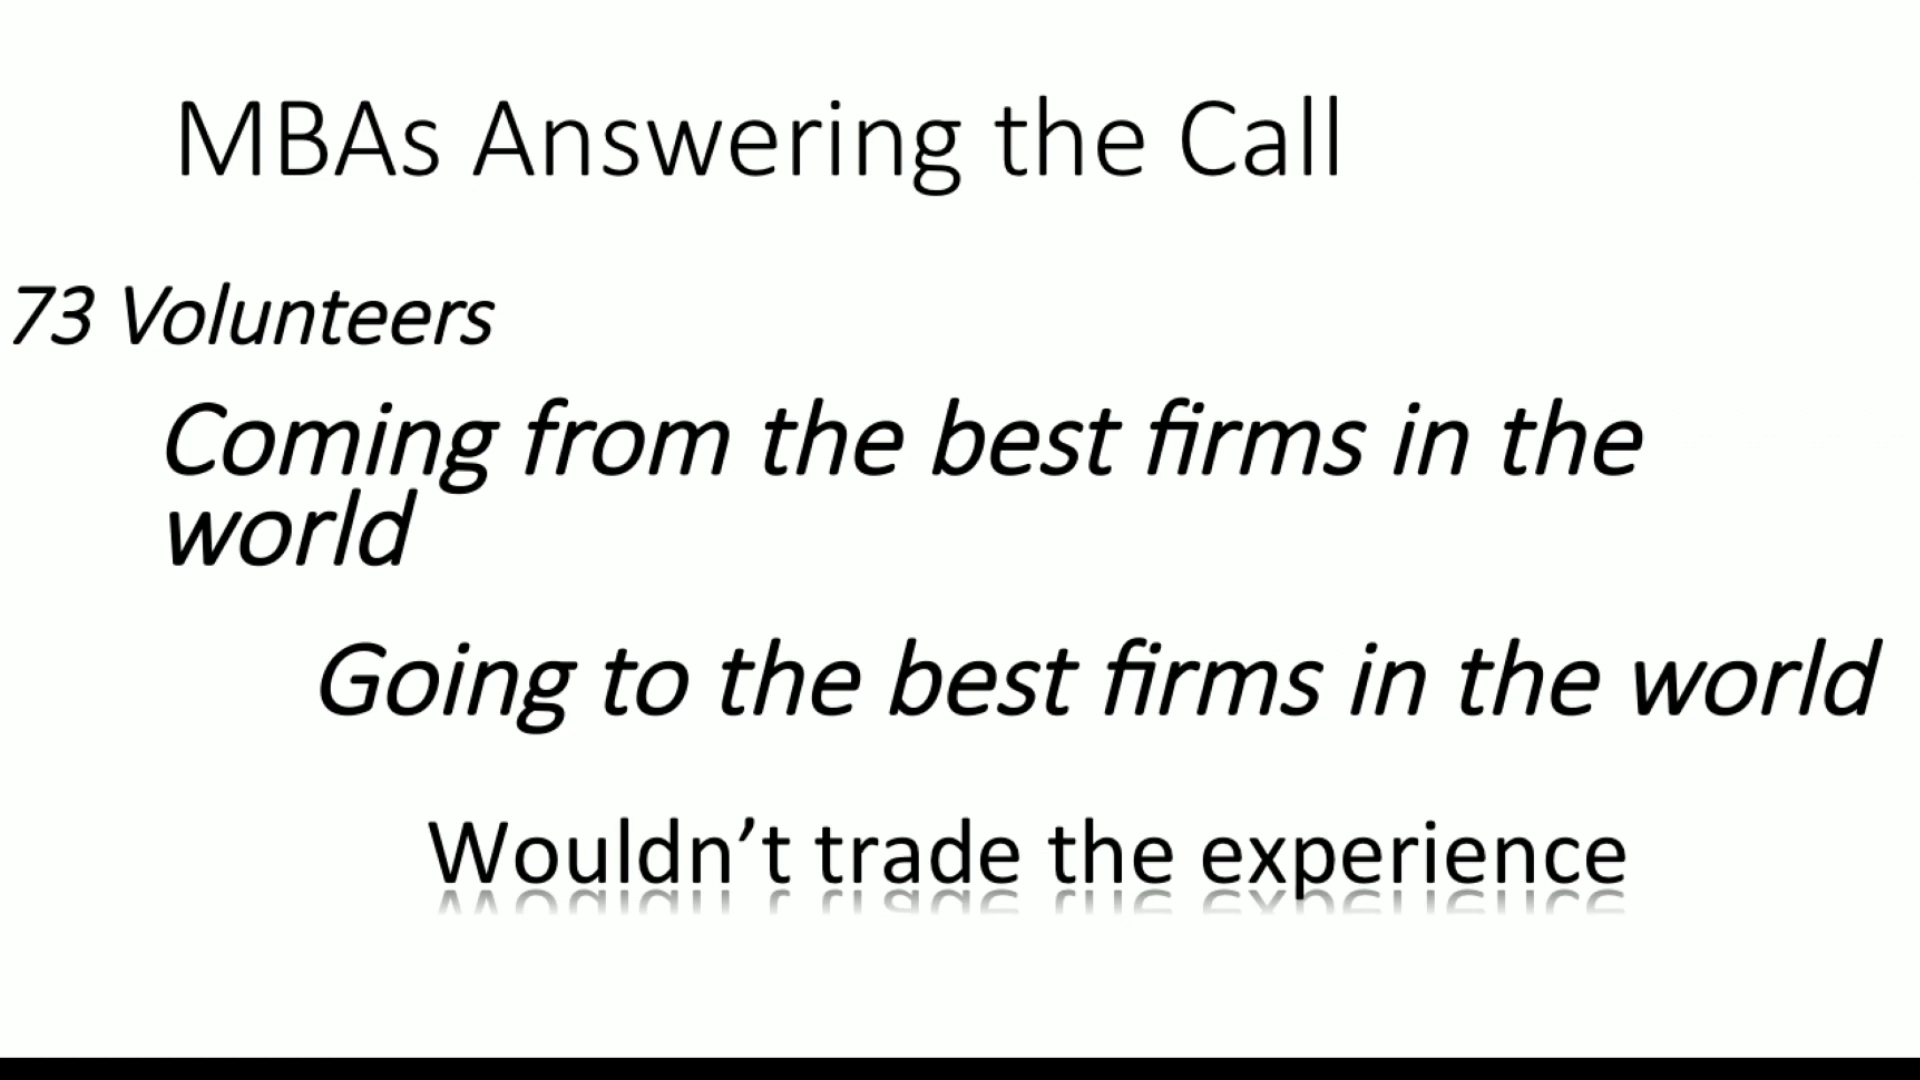 MBAs Answering the Call
73 Volunteers
Coming from the best firms in the
world
Going to the best firms in the world
Wouldn’t trade the experience